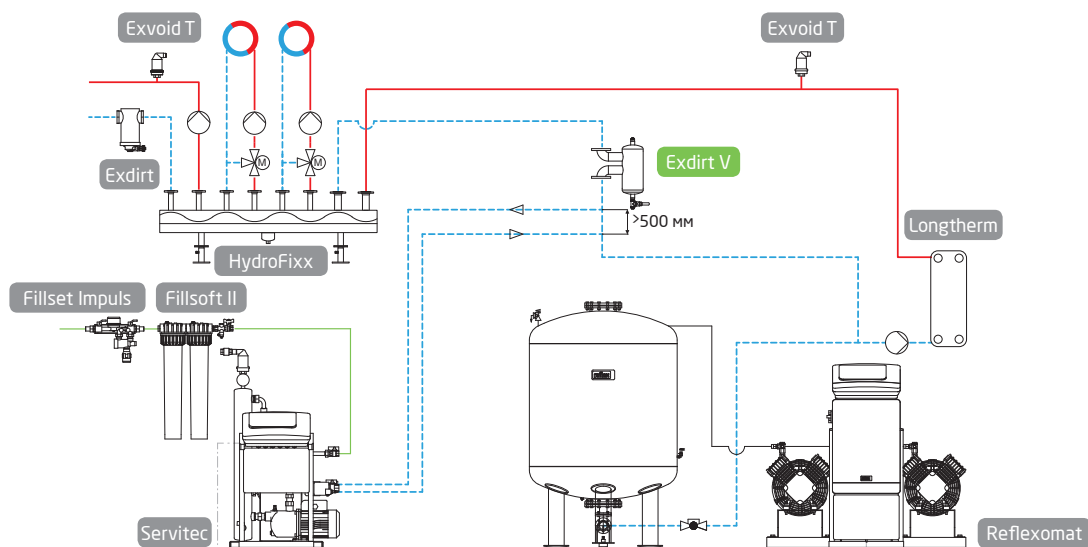 Exvoid T
Exvoid T
M
M
Exdirt
Exdirt V
>500 мм
Longtherm
HydroFixx
Fillset Impuls
Fillsoft II
Servitec
Reflexomat